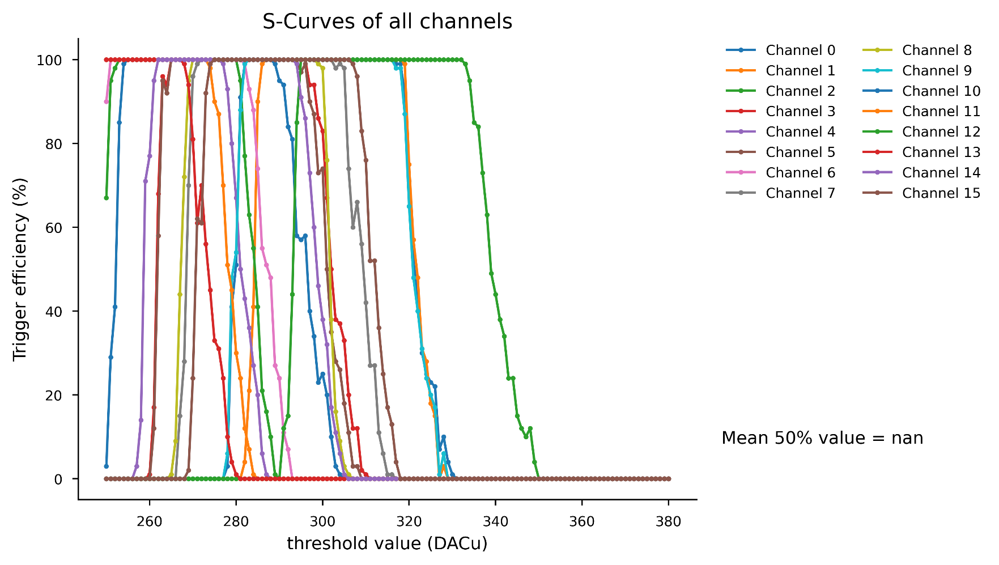 S-Curves of all channels
Trigger efficiency (%)
100
80
60
40
20
0
260 280 300 320 340 360 380
threshold value (DACu)
Channel 0
Channel 1
Channel 2
Channel 3
Channel 4
Channel 5
Channel 6
Channel 7
Channel 8
Channel 9
Channel 10
Channel 11
Channel 12
Channel 13
Channel 14
Channel 15
Mean 50% value = nan